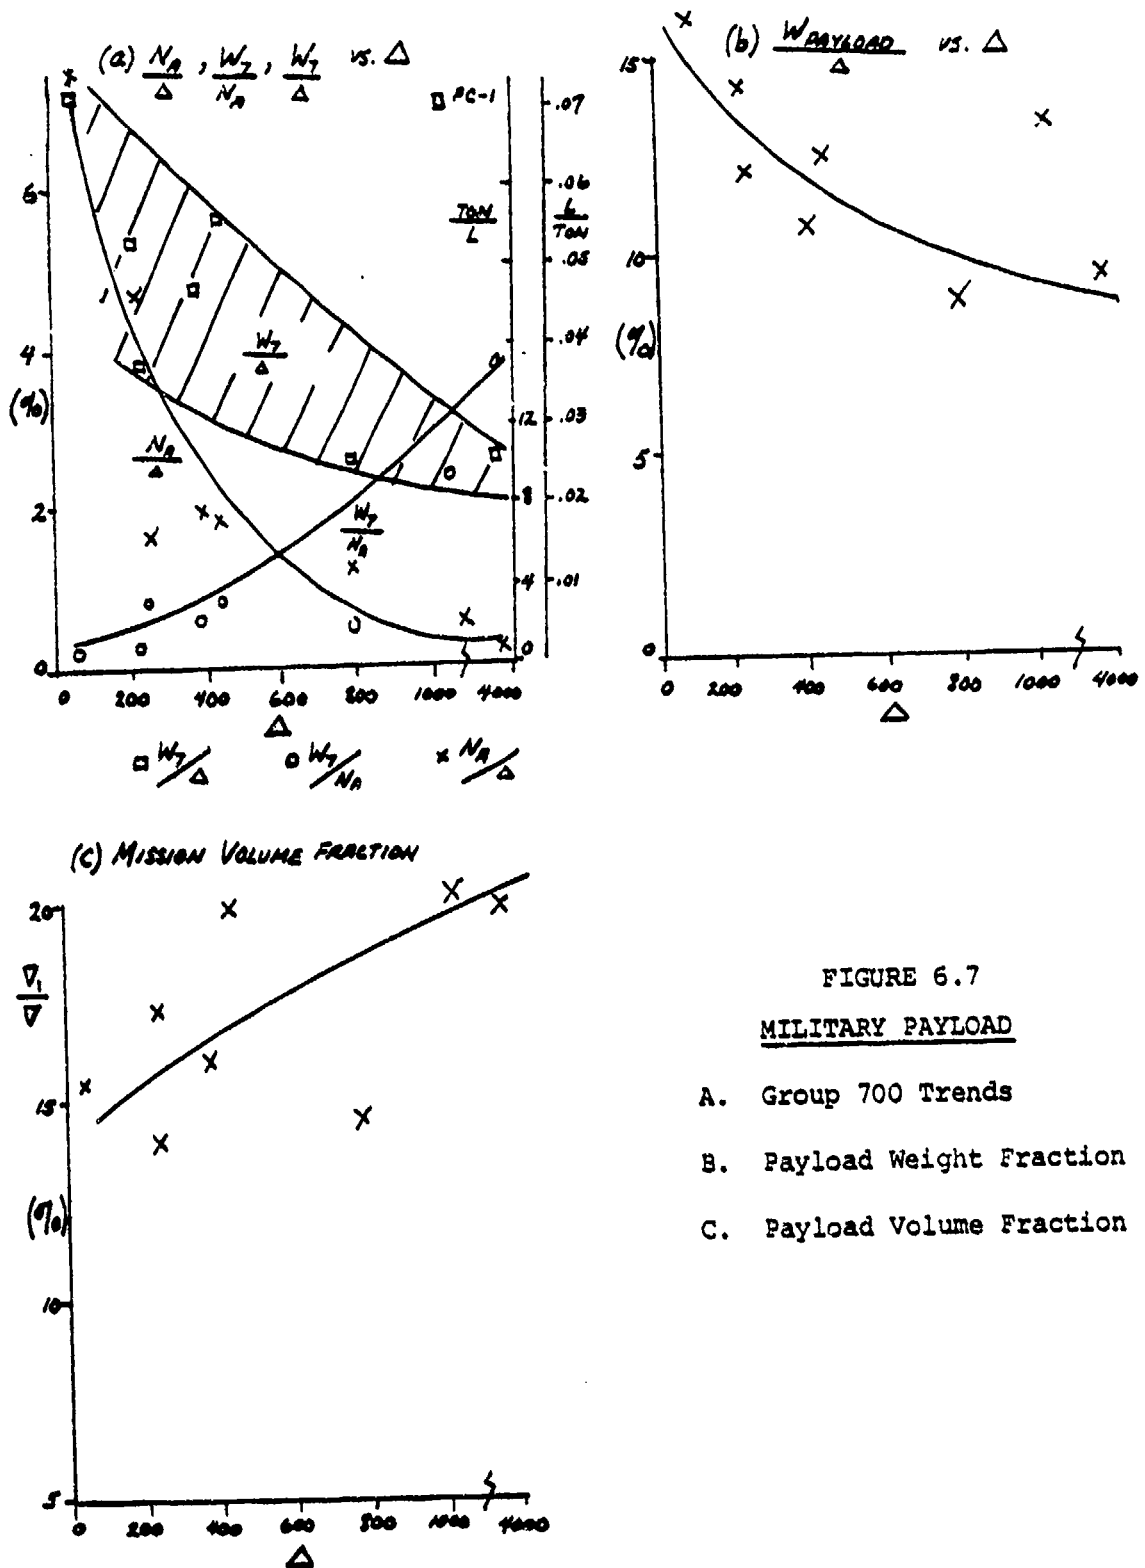 (a) N_A/Δ, W_7/N_A, W_7/Δ vs. Δ
PG-1
6
4
(%)
2
0
TON/L
12
8
4
0
L/TON
.07
.06
.05
.04
.03
.02
.01
W_7/Δ
N_A/Δ
W_7/N_A
0 200 400 600 800 1000 4000
Δ
W_7/Δ W_7/N_A N_A/Δ
(b) W_PAYLOAD/Δ vs. Δ
15
10
(%)
5
0
0 200 400 600 800 1000 4000
Δ
(c) MISSION VOLUME FRACTION
20
∇_1/∇
15
(%)
10
5
0 200 400 600 800 1000 4000
Δ
FIGURE 6.7
MILITARY PAYLOAD
A. Group 700 Trends
B. Payload Weight Fraction
C. Payload Volume Fraction